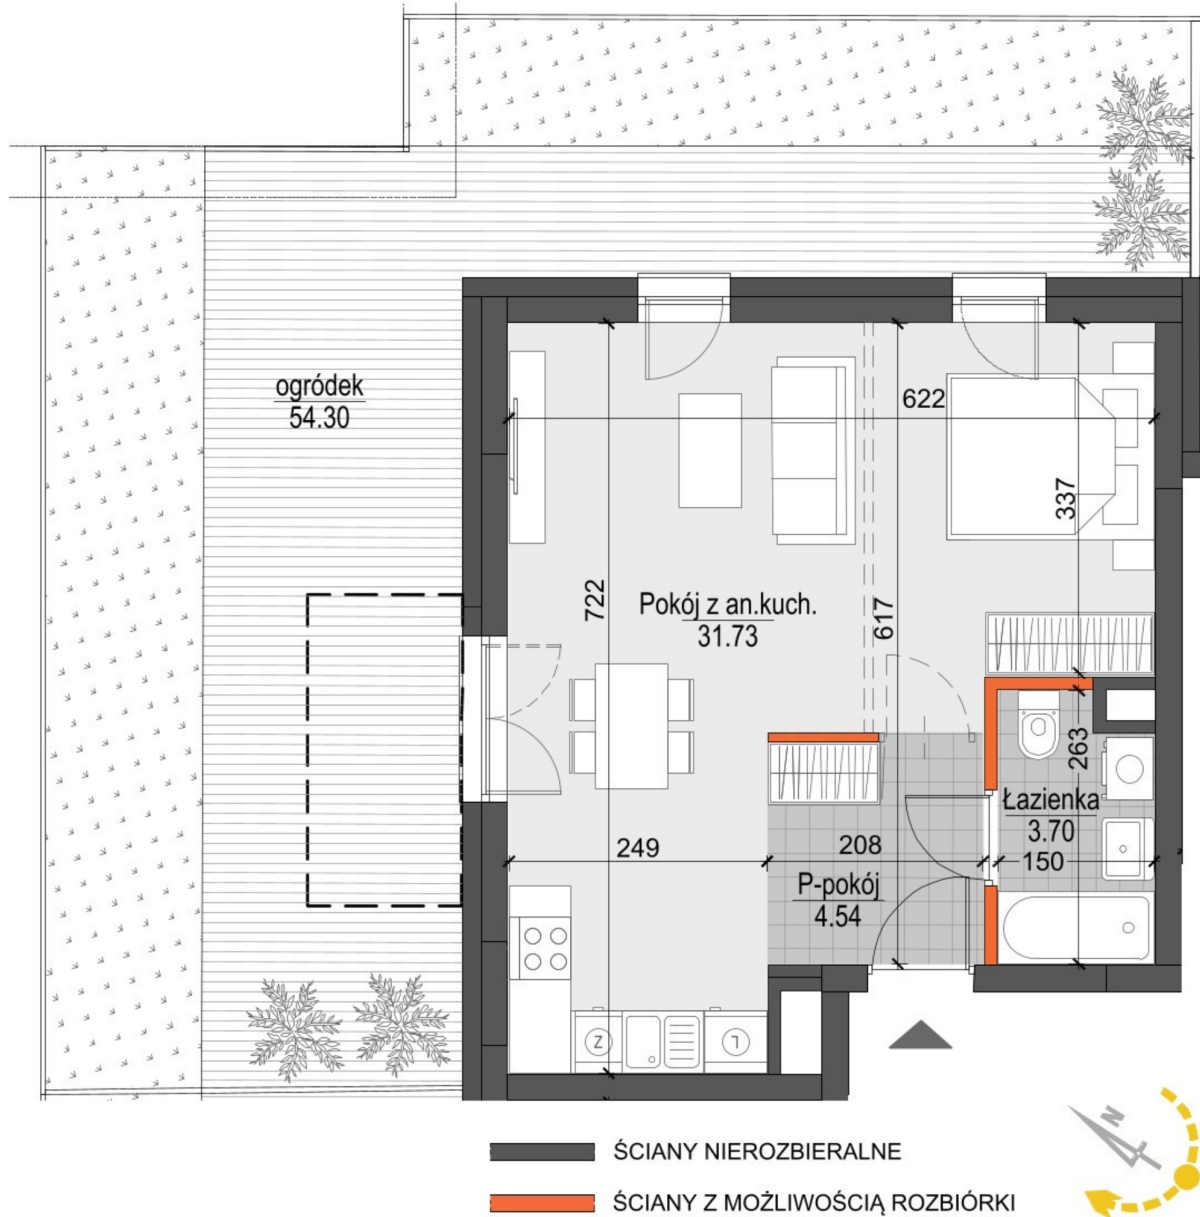 ogródek
54.30
622
337
722
Pokój z an.kuch.
31.73
617
263
Łazienka
3.70
249
208
150
P-pokój
4.54
Z
L
N
ŚCIANY NIEROZBIERALNE
ŚCIANY Z MOŻLIWOŚCIĄ ROZBIÓRKI